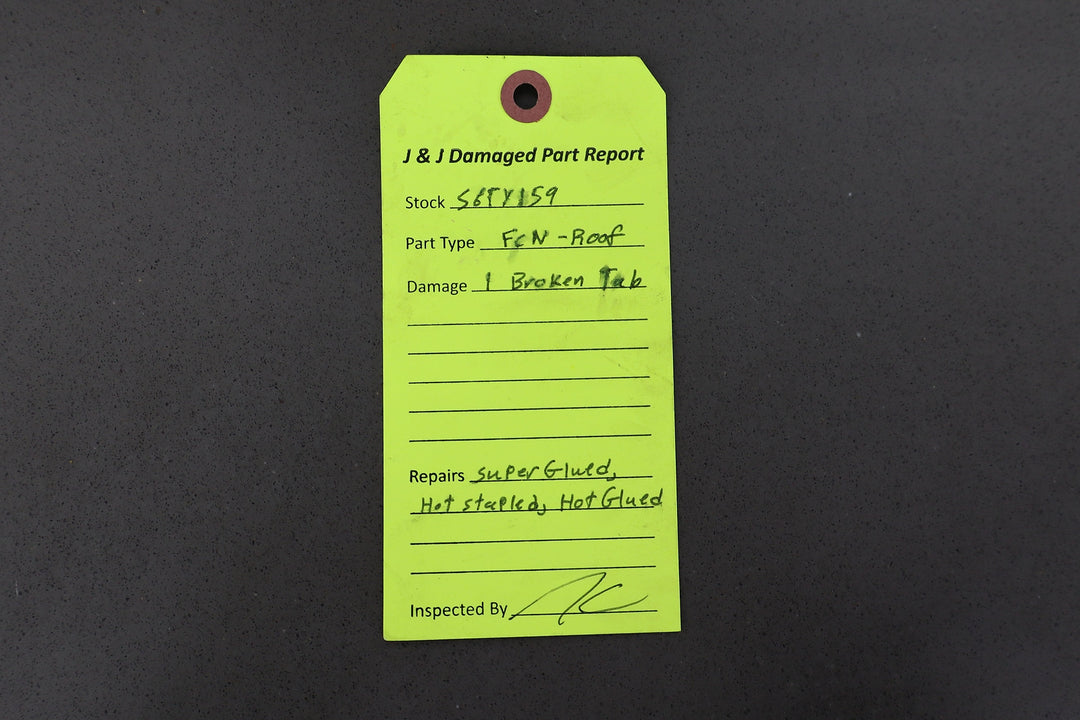 J & J Damaged Part Report
Stock S6TY159
Part Type FCN - Roof
Damage 1 Broken Tab
Repairs super Glued,
Hot stapled, Hot Glued
Inspected By